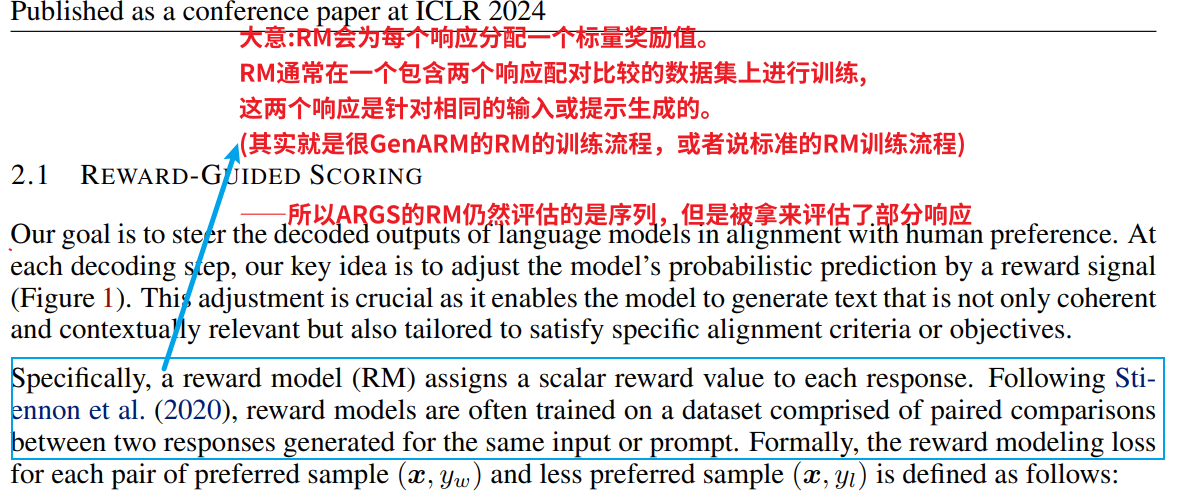 Published as a conference paper at ICLR 2024
大意:RM会为每个响应分配一个标量奖励值。
RM通常在一个包含两个响应配对比较的数据集上进行训练,
这两个响应是针对相同的输入或提示生成的。
(其实就是很GenARM的RM的训练流程，或者说标准的RM训练流程)
2.1 REWARD-GUIDED SCORING
——所以ARGS的RM仍然评估的是序列，但是被拿来评估了部分响应
Our goal is to steer the decoded outputs of language models in alignment with human preference. At
each decoding step, our key idea is to adjust the model's probabilistic prediction by a reward signal
(Figure 1). This adjustment is crucial as it enables the model to generate text that is not only coherent
and contextually relevant but also tailored to satisfy specific alignment criteria or objectives.
Specifically, a reward model (RM) assigns a scalar reward value to each response. Following Sti-
ennon et al. (2020), reward models are often trained on a dataset comprised of paired comparisons
between two responses generated for the same input or prompt. Formally, the reward modeling loss
for each pair of preferred sample (x, y_w) and less preferred sample (x, y_l) is defined as follows: